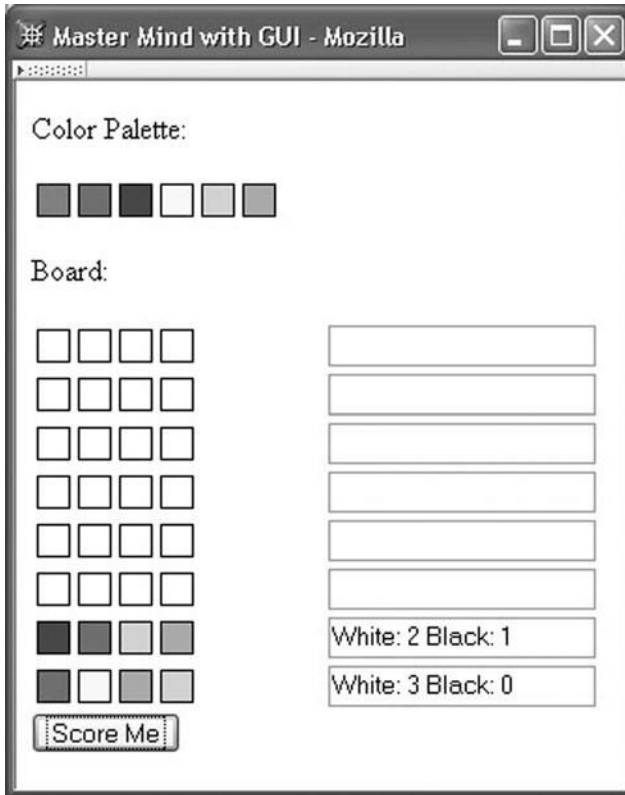 Master Mind with GUI - Mozilla
Color Palette:
Board:
White: 2 Black: 1
White: 3 Black: 0
Score Me